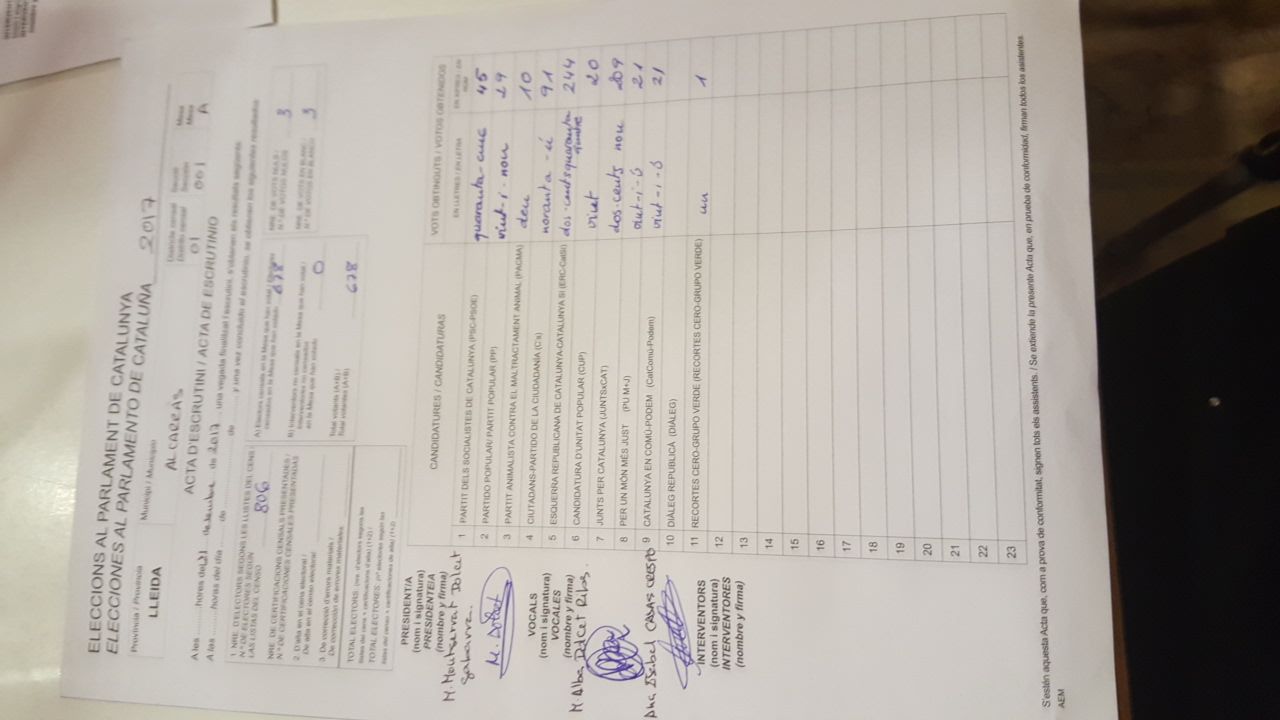 ELECCIONS AL PARLAMENT DE CATALUNYA
ELECCIONES AL PARLAMENTO DE CATALUÑA 2017
Província / Provincia
LLEIDA
Municipi / Municipio
ALCARRÀS
Districte censal
Distrito censal
01
Secció
Sección
001
Mesa
Mesa
A
ACTA D'ESCRUTINI / ACTA DE ESCRUTINIO
A les hores del 21 de desembre de 2017, una vegada finalitzat l'escrutini, s'obtenen els resultats següents
A las horas del día de de y una vez concluido el escrutinio, se obtienen los siguientes resultados
1. NRE. D'ELECTORS SEGONS LES LLISTES DEL CENS /
N.º DE ELECTORES SEGÚN
LAS LISTAS DEL CENSO
806
NRE. DE CERTIFICACIONS CENSALS PRESENTADES /
N.º DE CERTIFICACIONES CENSALES PRESENTADAS
2. D'alta en el cens electoral /
De alta en el censo electoral
3. De correcció d'errors materials /
De corrección de errores materiales
TOTAL ELECTORS:
TOTAL ELECTORES:
A) Electors censats en la Mesa que han votat /
censados en la Mesa que han votado
678
B) Interventors no censats en la Mesa que han votat /
Interventores no censados
en la Mesa que han votado
0
Total votants (A+B) /
Total votantes (A+B)
678
NRE. DE VOTS NULS /
N.º DE VOTOS NULOS
3
NRE. DE VOTS EN BLANC /
N.º DE VOTOS EN BLANCO
3
CANDIDATURES / CANDIDATURAS
VOTS OBTINGUTS / VOTOS OBTENIDOS
EN LLETRES / EN LETRA
1 PARTIT DELS SOCIALISTES DE CATALUNYA (PSC-PSOE) quaranta-cinc 45
2 PARTIDO POPULAR/ PARTIT POPULAR (PP) vint-i-nou 29
3 PARTIT ANIMALISTA CONTRA EL MALTRACTAMENT ANIMAL (PACMA) deu 10
4 CIUTADANS-PARTIDO DE LA CIUDADANÍA (C's) noranta-ú 91
5 ESQUERRA REPUBLICANA DE CATALUNYA-CATALUNYA SÍ (ERC-CatSí) dos-cents quaranta quatre 244
6 CANDIDATURA D'UNITAT POPULAR (CUP) vint 20
7 JUNTS PER CATALUNYA (JUNTSxCAT) dos-cents nou 209
8 PER UN MÓN MÉS JUST (PU M+J) vint-i-ú 21
9 CATALUNYA EN COMÚ-PODEM (CatComú-Podem) vint-i-ú 21
10 DIÀLEG REPUBLICÀ (DIÀLEG)
11 RECORTES CERO-GRUPO VERDE (RECORTES CERO-GRUPO VERDE) un 1
12
13
14
15
16
17
18
19
20
21
22
23
PRESIDENT/A
(nom i signatura)
PRESIDENTE/A
(nombre y firma)
M. Montserrat Dolcet
M. Dolcet
VOCALS
(nom i signatura)
VOCALES
(nombre y firma)
M. Alba Dolcet Ribes.
Ana Isabel CASAS CRESPO
INTERVENTORS
(nom i signatura)
INTERVENTORES
(nombre y firma)
S'estén aquesta Acta que, com a prova de conformitat, signen tots els assistents. / Se extiende la presente Acta que, en prueba de conformidad, firman todos los asistentes.
AEM